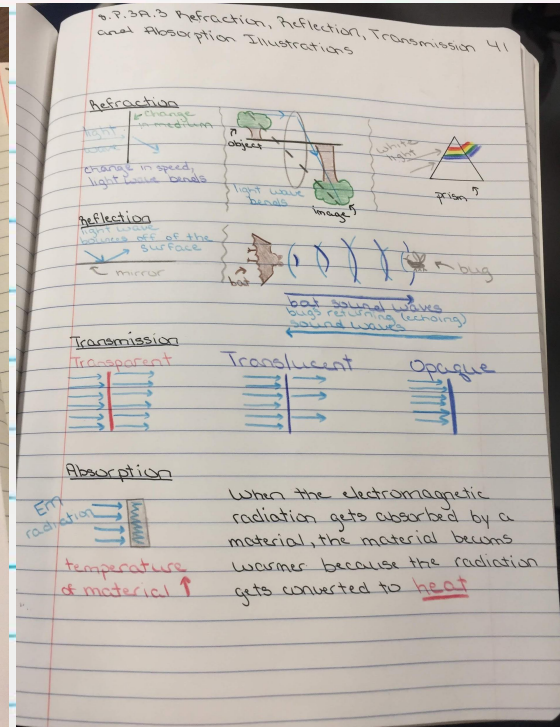 8.P.3A.3 Refraction, Reflection, Transmission 41
and Absorption Illustrations
Refraction
change
in medium
light
wave
change in speed,
light wave bends
object
light wave
bends
image
white
light
prism
Reflection
light wave
bounces off of the
surface
mirror
bat
bug
bat sound waves
bugs returning (echoing)
sound waves
Transmission
Transparent
Translucent
Opaque
Absorption
Em
radiation
temperature
of material ↑
When the electromagnetic
radiation gets absorbed by a
material, the material becoms
warmer because the radiation
gets converted to heat